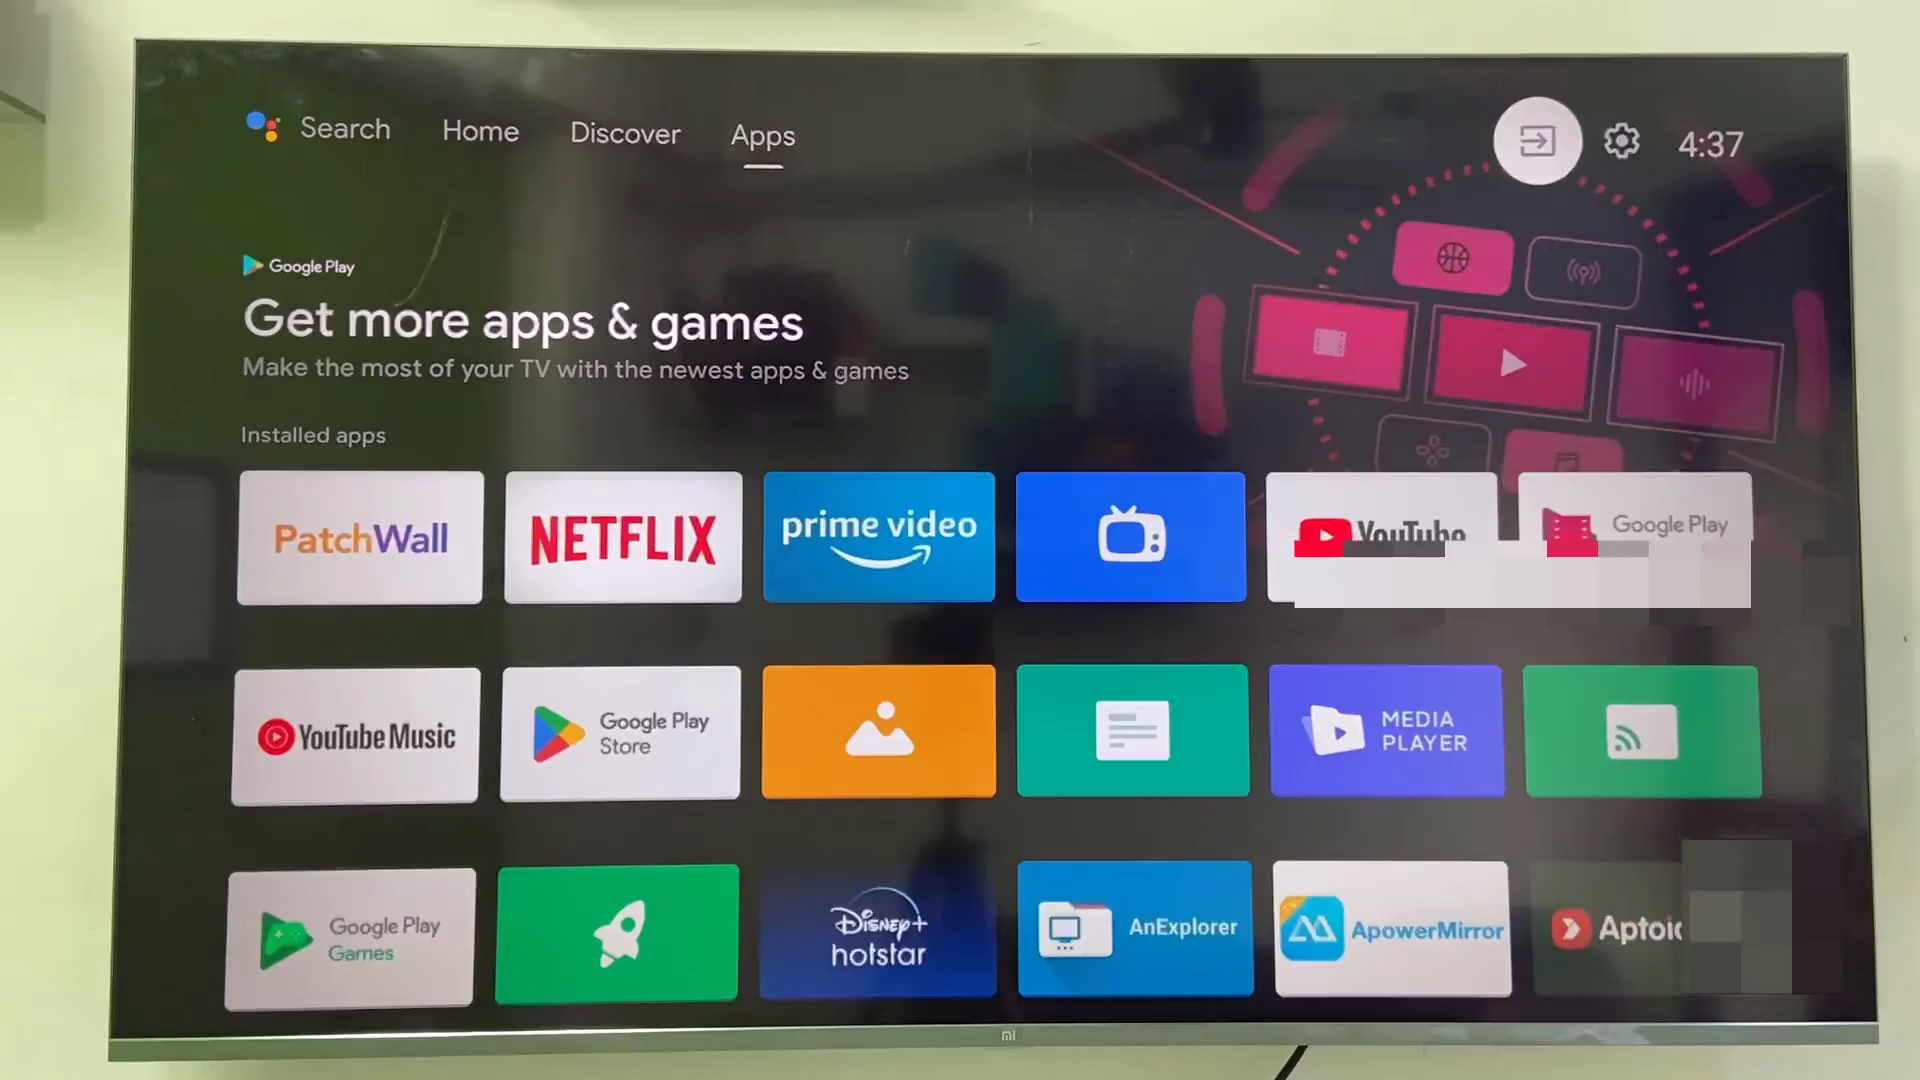 Search Home Discover Apps 4:37
Google Play
Get more apps & games
Make the most of your TV with the newest apps & games
Installed apps
PatchWall
NETFLIX
prime video
YouTube
Google Play
YouTube Music
Google Play
Store
MEDIA
PLAYER
Google Play
Games
Disney+
hotstar
AnExplorer
ApowerMirror
mi